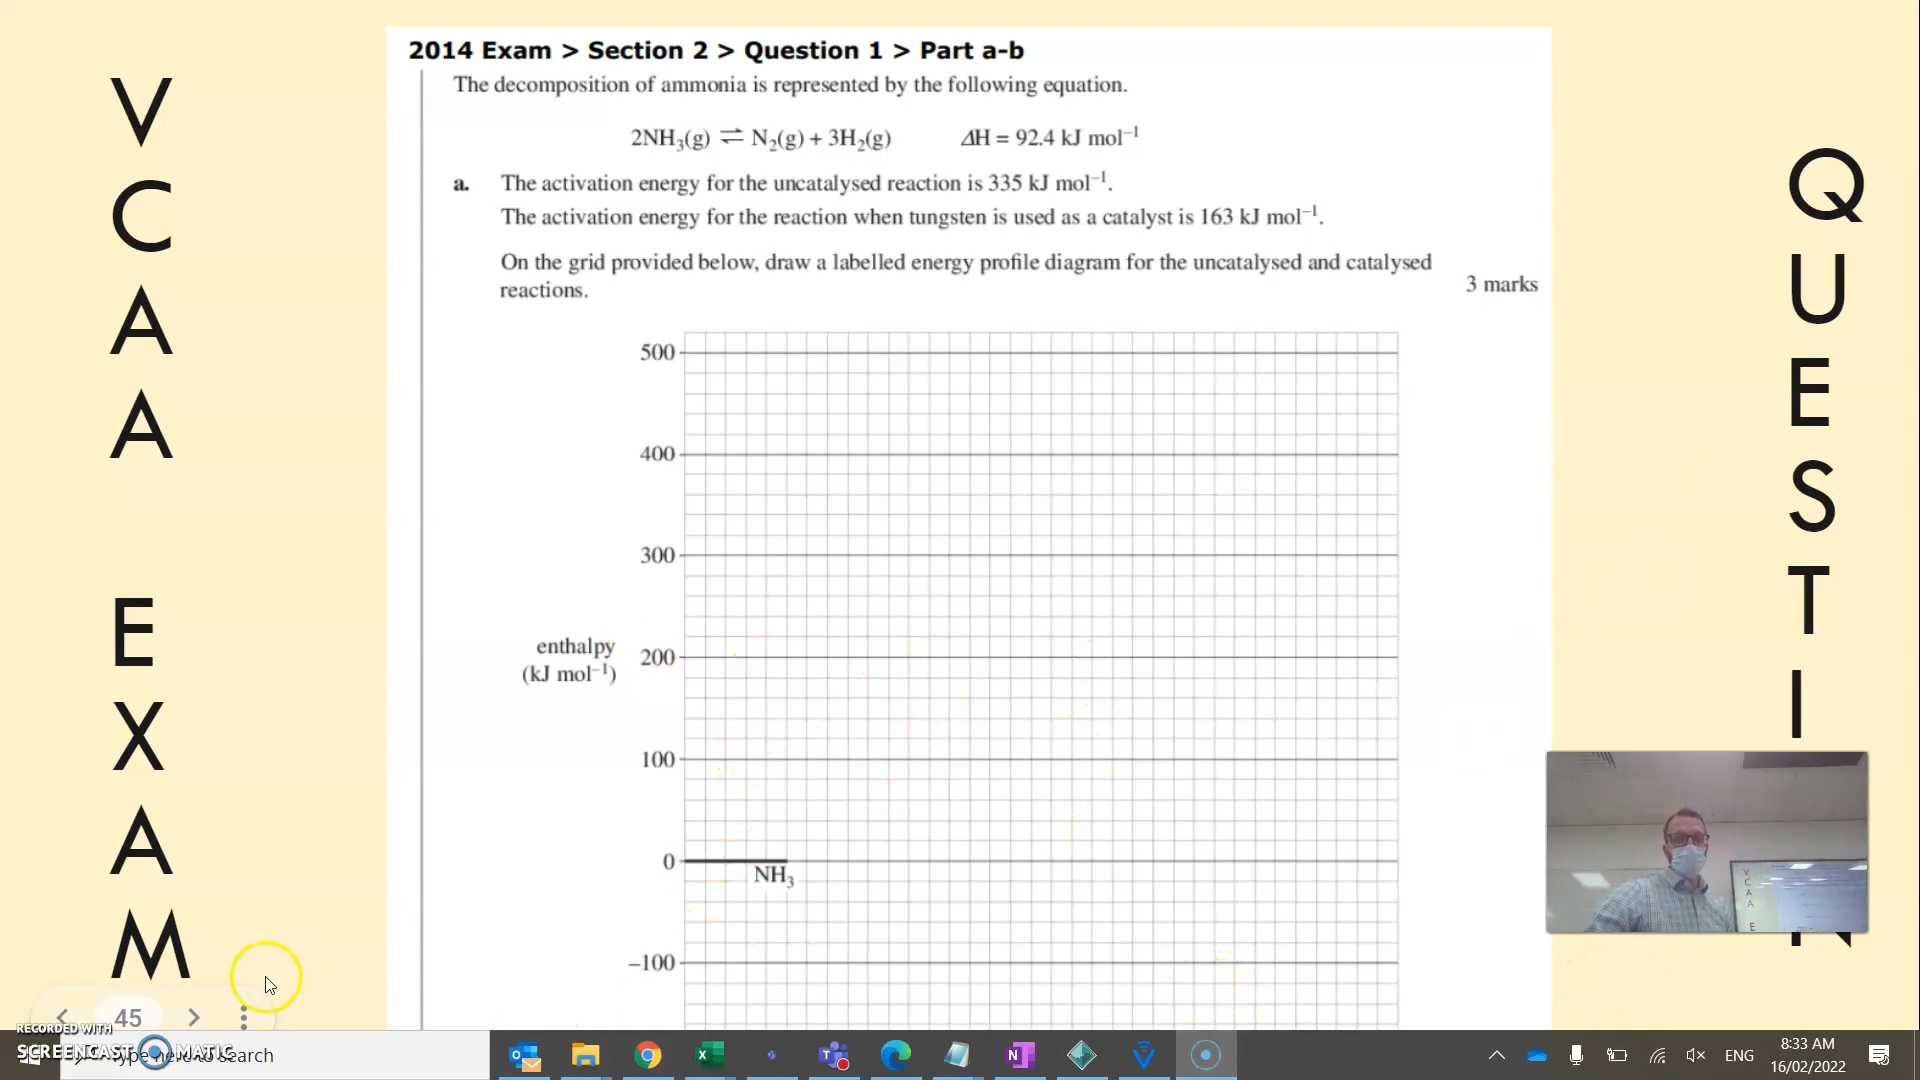 2014 Exam > Section 2 > Question 1 > Part a-b
The decomposition of ammonia is represented by the following equation.
2NH₃(g) ⇌ N₂(g) + 3H₂(g) ΔH = 92.4 kJ mol⁻¹
a. The activation energy for the uncatalysed reaction is 335 kJ mol⁻¹.
The activation energy for the reaction when tungsten is used as a catalyst is 163 kJ mol⁻¹.
On the grid provided below, draw a labelled energy profile diagram for the uncatalysed and catalysed
reactions.
3 marks
500
400
300
enthalpy
(kJ mol⁻¹)
200
100
0
NH₃
–100
V
C
A
A
E
X
A
M
Q
U
E
S
T
I
N
45
RECORDED WITH
SCREENCAST MATIC
Type here to search
ENG
8:33 AM
16/02/2022